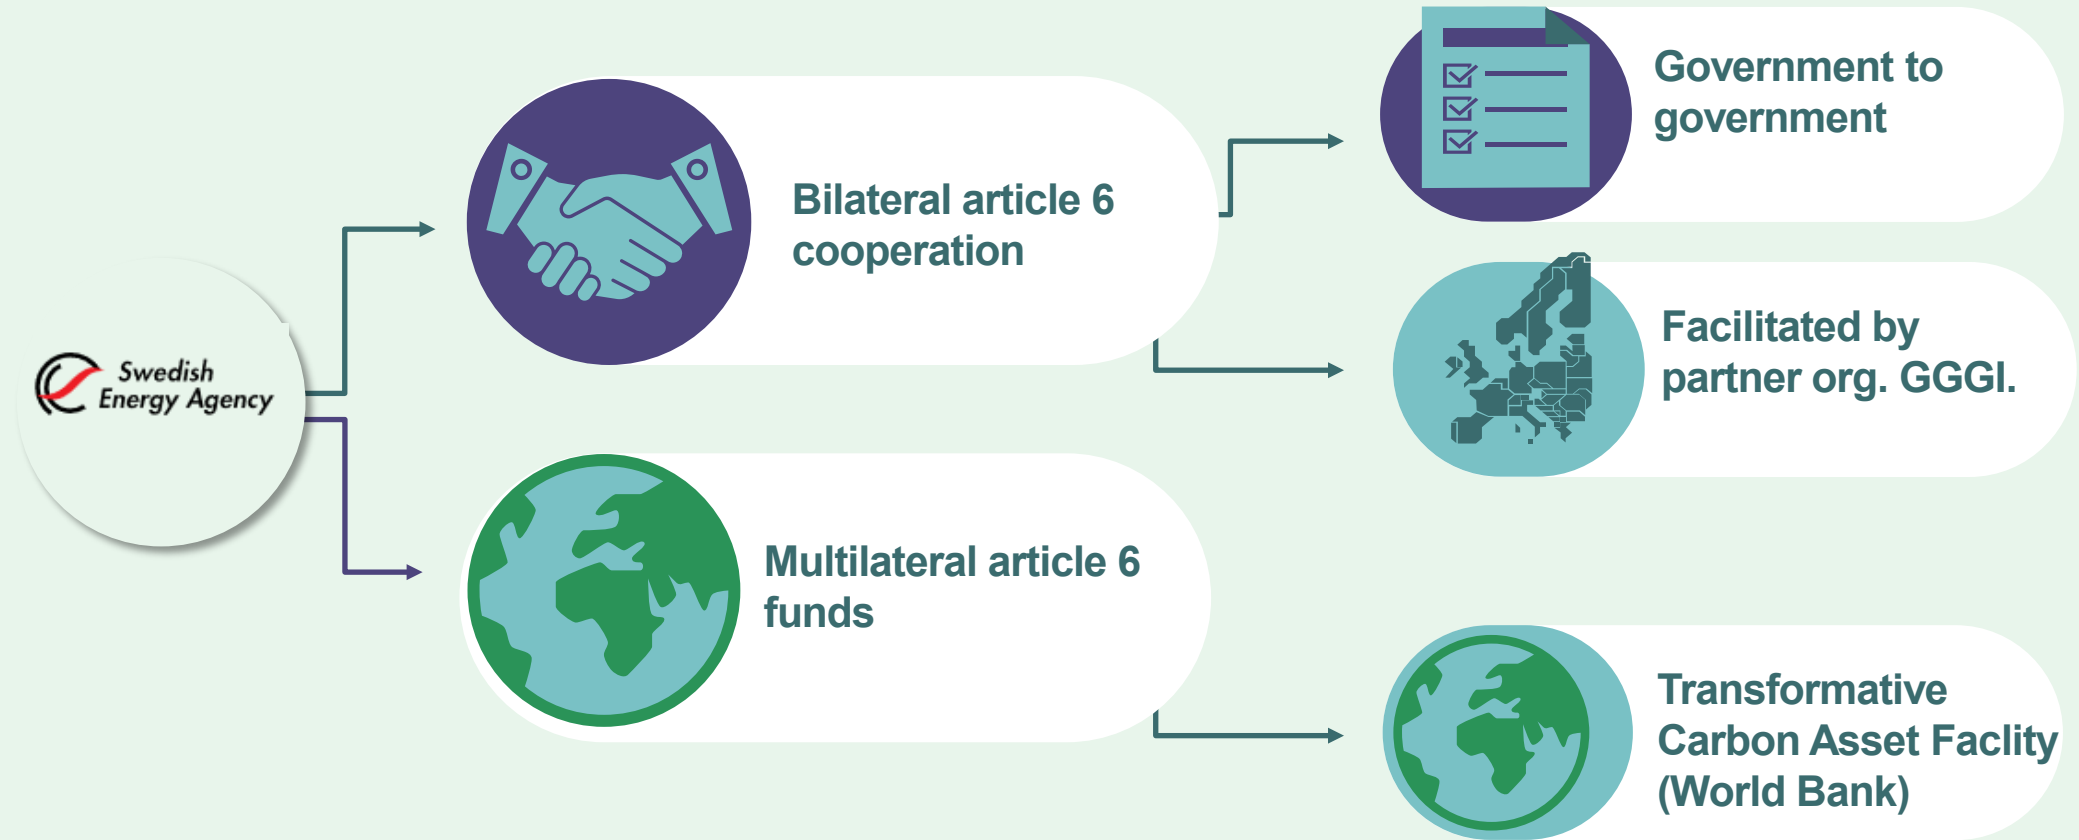 Swedish
Energy Agency
Bilateral article 6
cooperation
Multilateral article 6
funds
Government to
government
Facilitated by
partner org. GGGI.
Transformative
Carbon Asset Faclity
(World Bank)